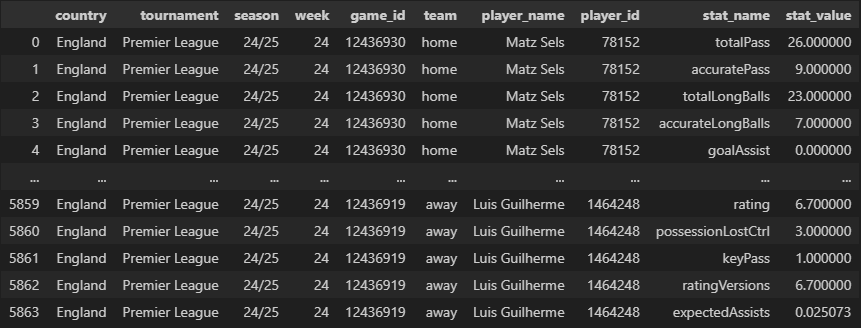 country tournament season week game_id team player_name player_id stat_name stat_value
0 England Premier League 24/25 24 12436930 home Matz Sels 78152 totalPass 26.000000
1 England Premier League 24/25 24 12436930 home Matz Sels 78152 accuratePass 9.000000
2 England Premier League 24/25 24 12436930 home Matz Sels 78152 totalLongBalls 23.000000
3 England Premier League 24/25 24 12436930 home Matz Sels 78152 accurateLongBalls 7.000000
4 England Premier League 24/25 24 12436930 home Matz Sels 78152 goalAssist 0.000000
... ... ... ... ... ... ... ... ... ... ...
5859 England Premier League 24/25 24 12436919 away Luis Guilherme 1464248 rating 6.700000
5860 England Premier League 24/25 24 12436919 away Luis Guilherme 1464248 possessionLostCtrl 3.000000
5861 England Premier League 24/25 24 12436919 away Luis Guilherme 1464248 keyPass 1.000000
5862 England Premier League 24/25 24 12436919 away Luis Guilherme 1464248 ratingVersions 6.700000
5863 England Premier League 24/25 24 12436919 away Luis Guilherme 1464248 expectedAssists 0.025073